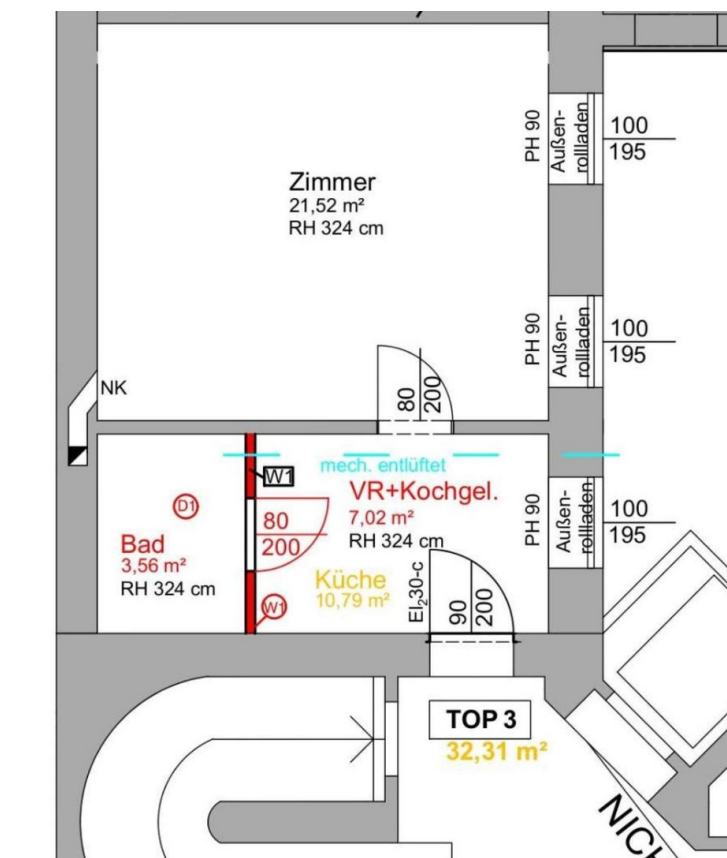 Zimmer
21,52 m²
RH 324 cm
PH 90
Außen-
rollladen
100
195
PH 90
Außen-
rollladen
100
195
NK
80
200
mech. entlüftet
W1
VR+Kochgel.
7,02 m²
RH 324 cm
PH 90
Außen-
rollladen
100
195
D1
Bad
3,56 m²
RH 324 cm
80
200
Küche
10,79 m²
W1
EI₂30-c
90
200
TOP 3
32,31 m²